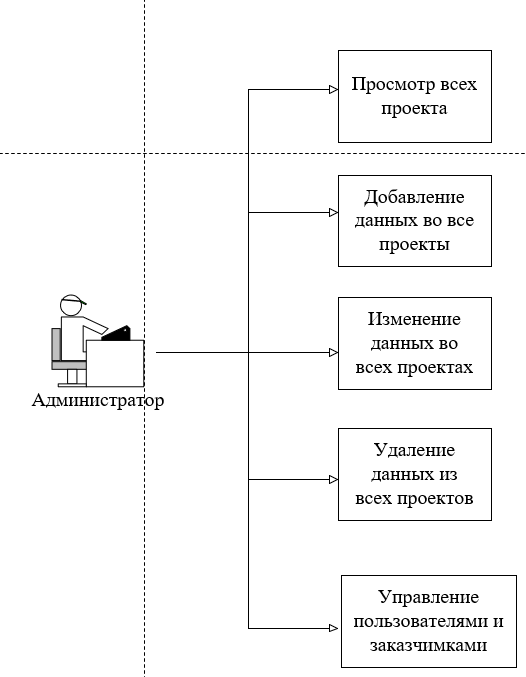 Просмотр всех
проекта
Добавление
данных во все
проекты
Изменение
данных во
всех проектах
Администратор
Удаление
данных из
всех проектов
Управление
пользователями и
заказчимками